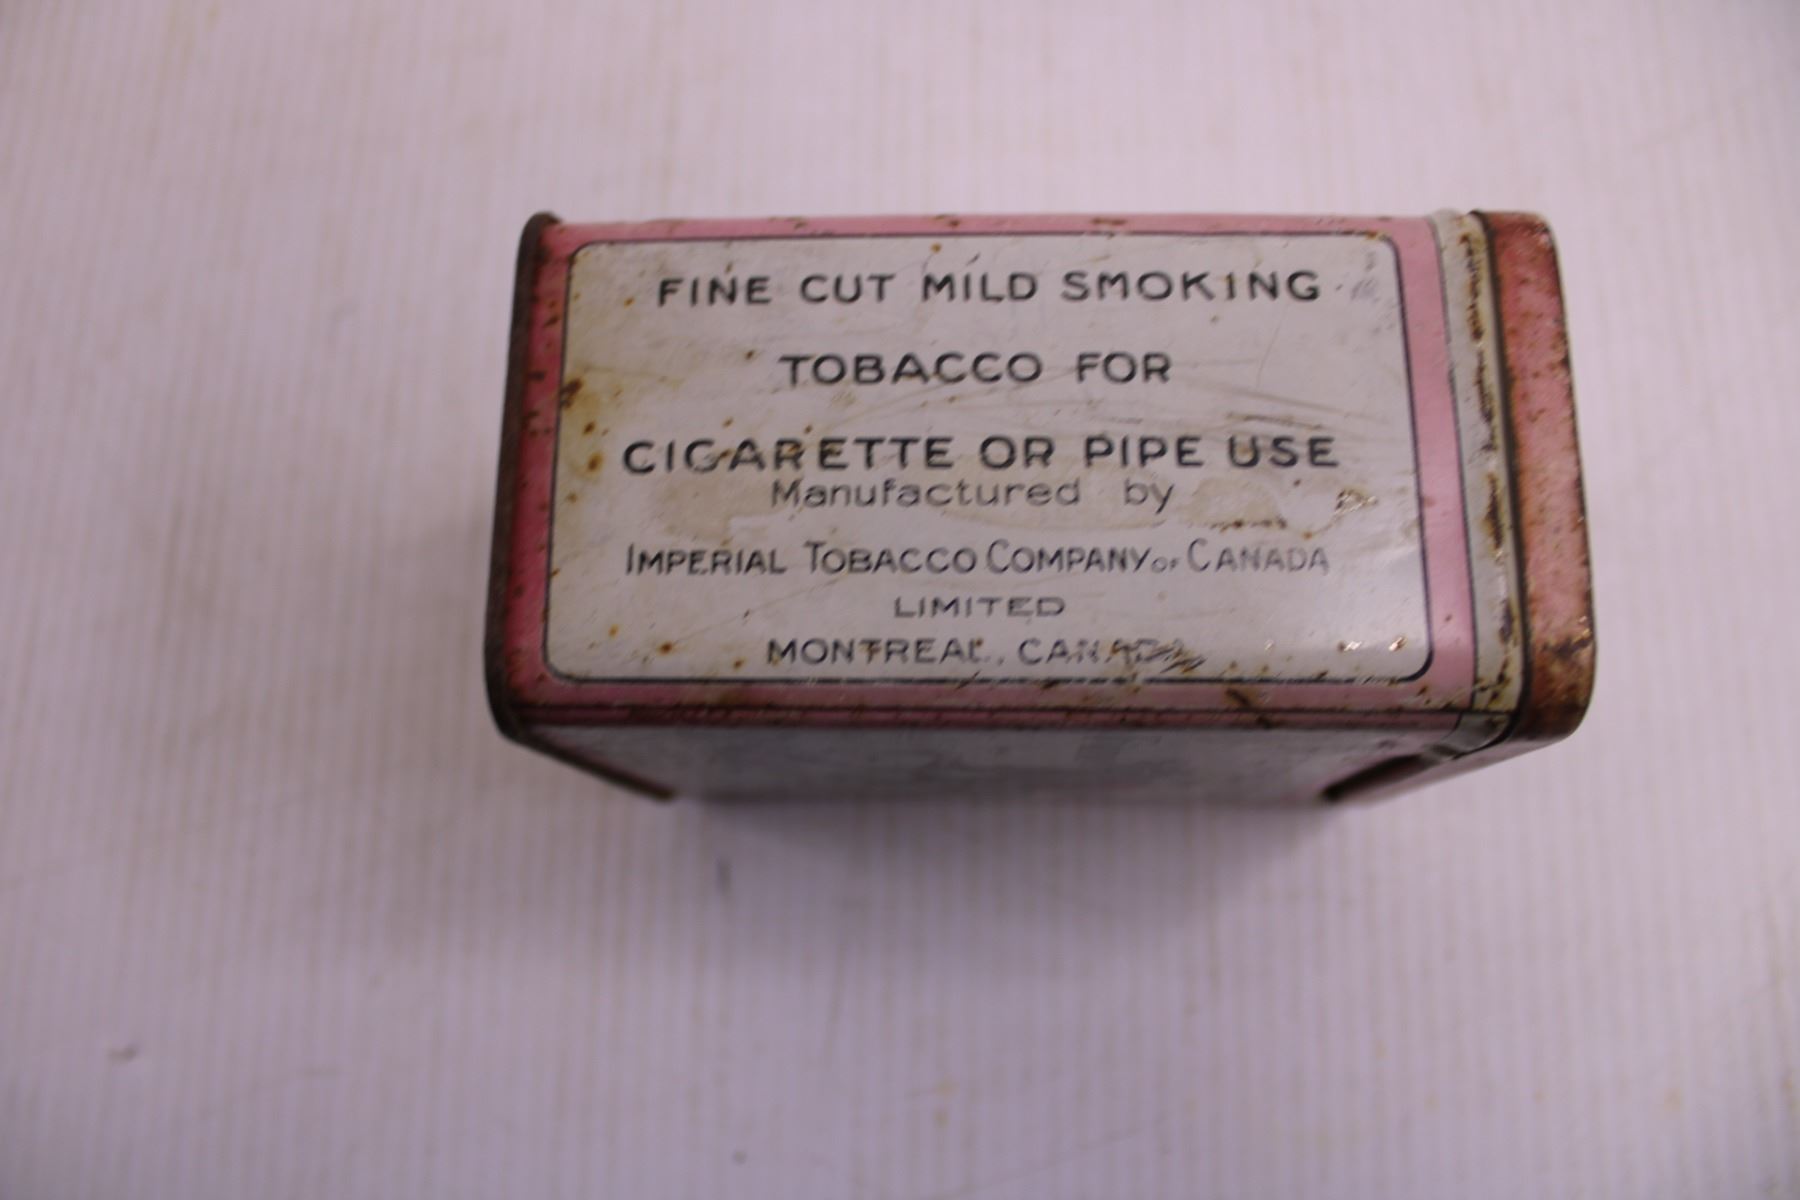 FINE CUT MILD SMOKING
TOBACCO FOR
CIGARETTE OR PIPE USE
Manufactured by
IMPERIAL TOBACCO COMPANY OF CANADA
LIMITED
MONTREAL, CANADA